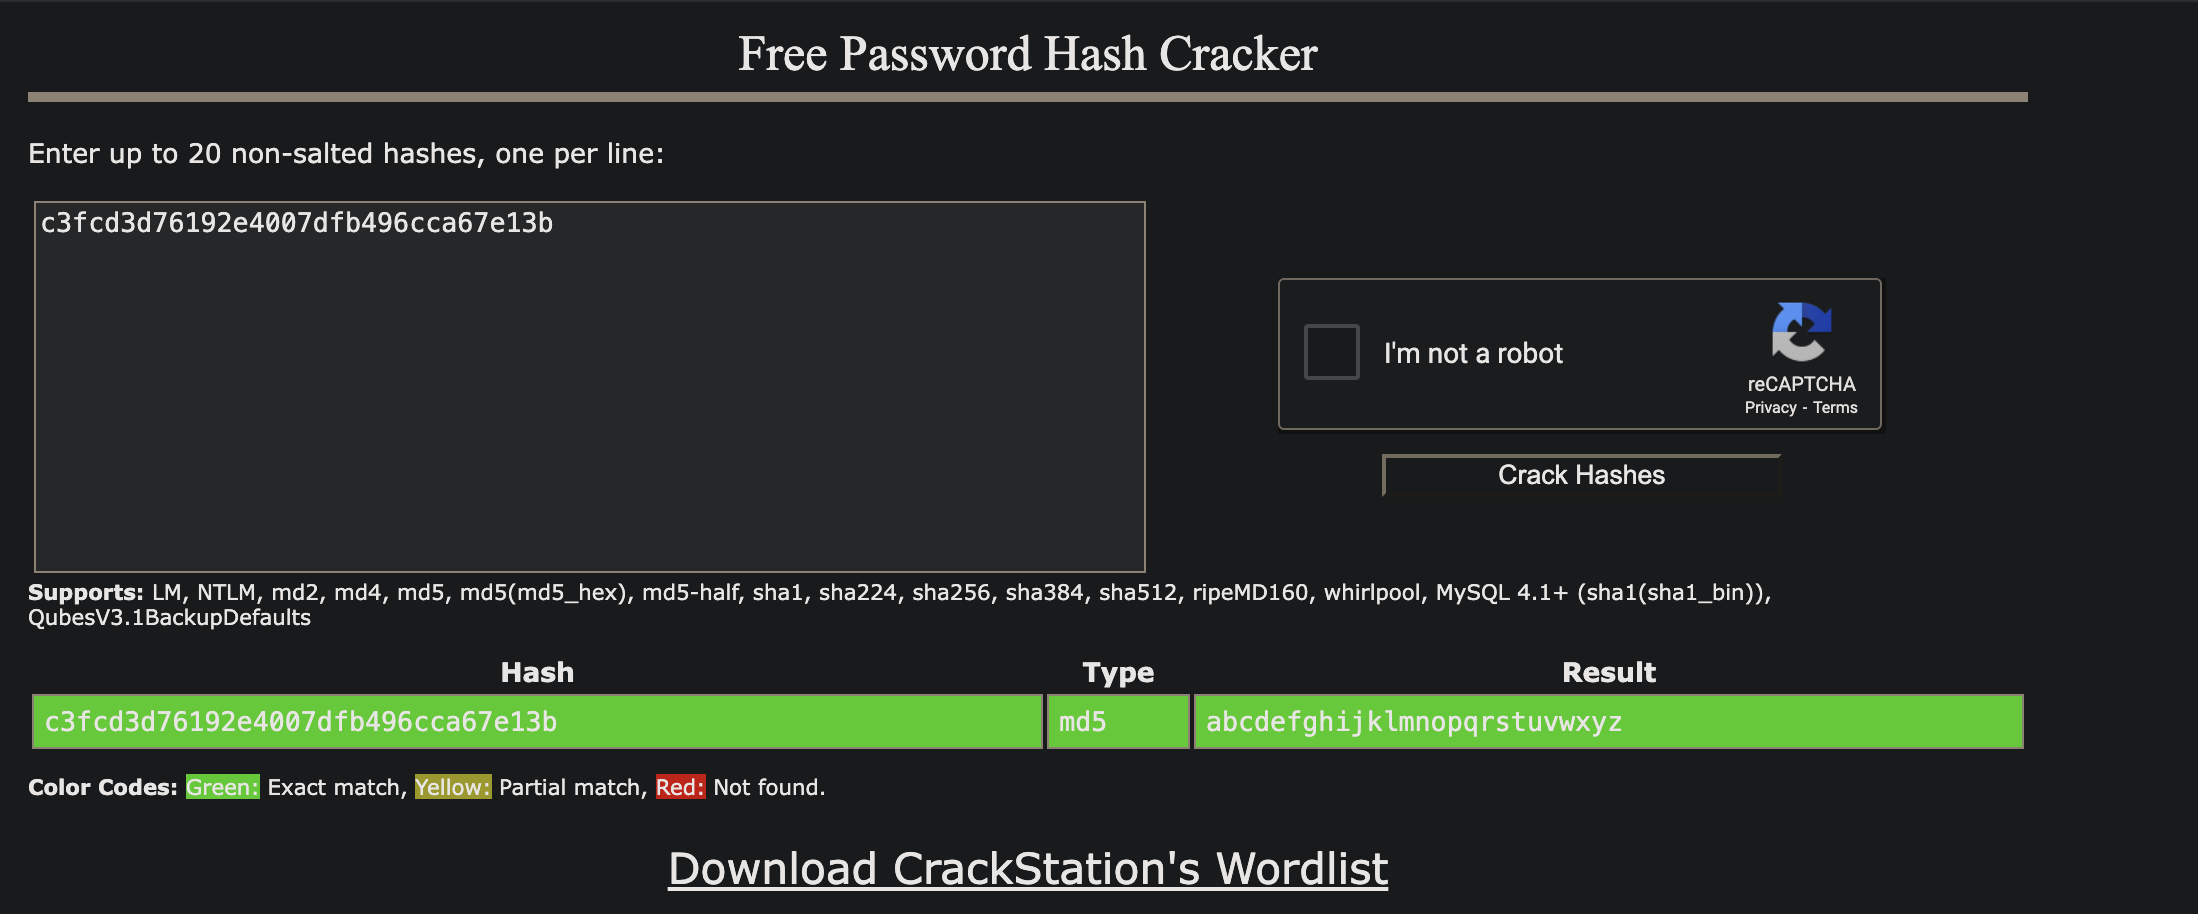 Free Password Hash Cracker
Enter up to 20 non-salted hashes, one per line:
c3fcd3d76192e4007dfb496cca67e13b
I'm not a robot
reCAPTCHA
Privacy - Terms
Crack Hashes
Supports: LM, NTLM, md2, md4, md5, md5(md5_hex), md5-half, sha1, sha224, sha256, sha384, sha512, ripeMD160, whirlpool, MySQL 4.1+ (sha1(sha1_bin)),
QubesV3.1BackupDefaults
Hash Type Result
c3fcd3d76192e4007dfb496cca67e13b md5 abcdefghijklmnopqrstuvwxyz
Color Codes: Green: Exact match, Yellow: Partial match, Red: Not found.
Download CrackStation's Wordlist